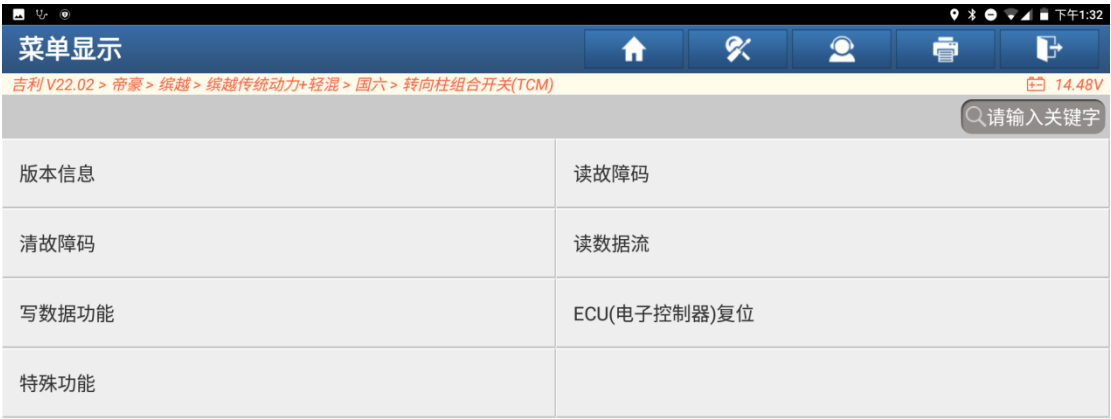 下午1:32
菜单显示
吉利 V22.02 > 帝豪 > 缤越 > 缤越传统动力+轻混 > 国六 > 转向柱组合开关(TCM) 14.48V
请输入关键字
版本信息 读故障码
清故障码 读数据流
写数据功能 ECU(电子控制器)复位
特殊功能